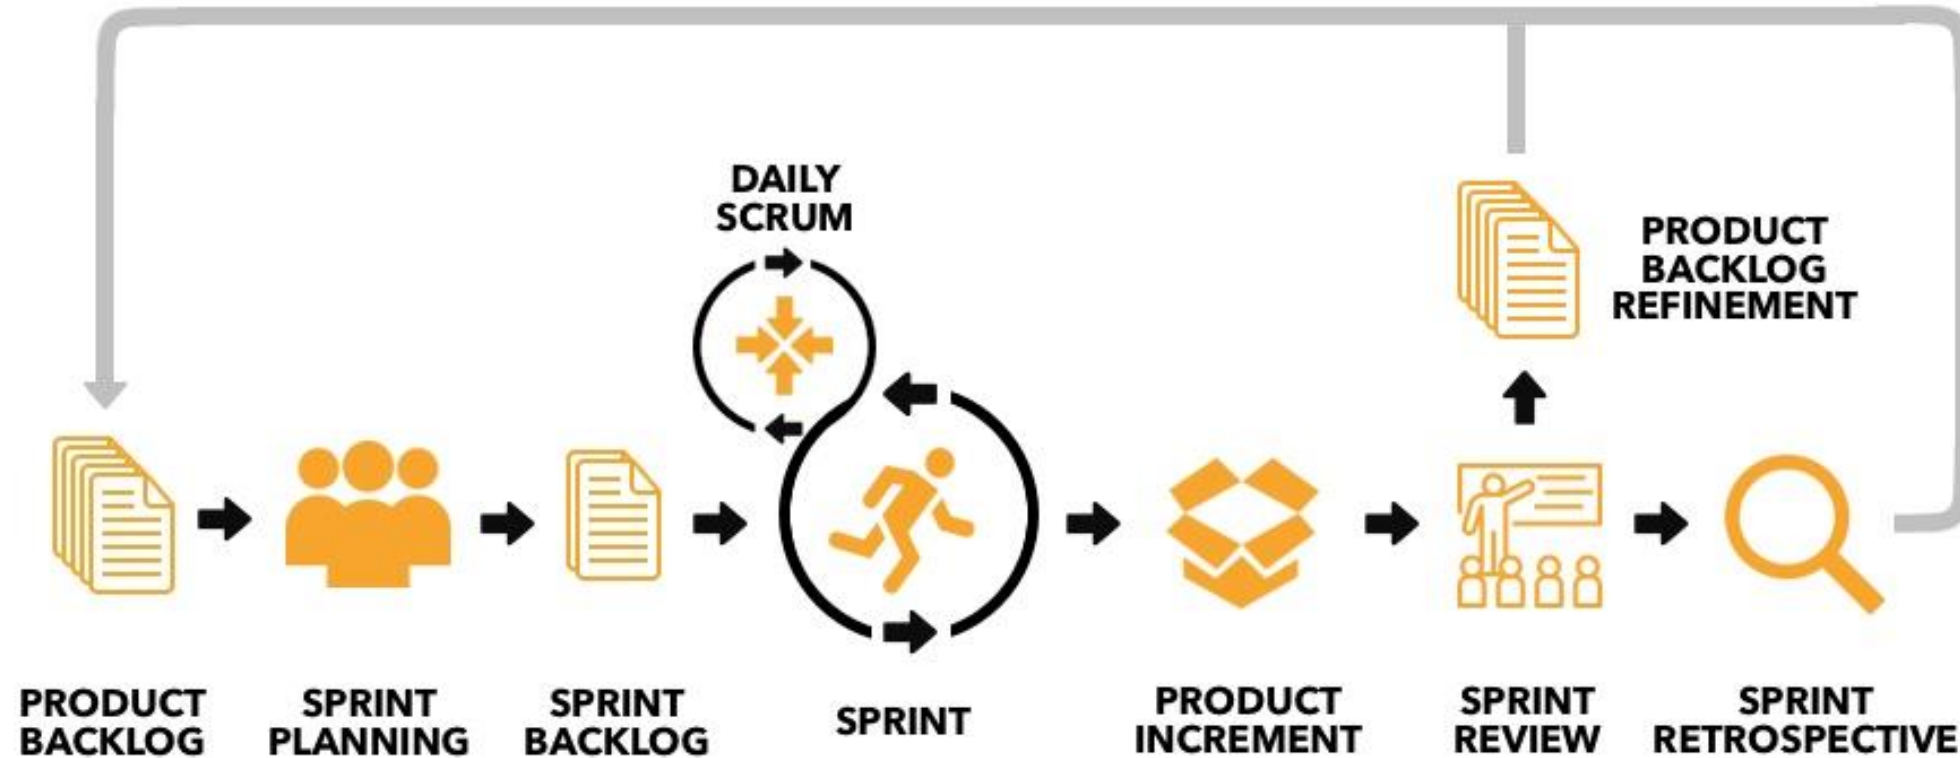 DAILY
SCRUM
PRODUCT
BACKLOG
REFINEMENT
PRODUCT
BACKLOG
SPRINT
PLANNING
SPRINT
BACKLOG
SPRINT
PRODUCT
INCREMENT
SPRINT
REVIEW
SPRINT
RETROSPECTIVE